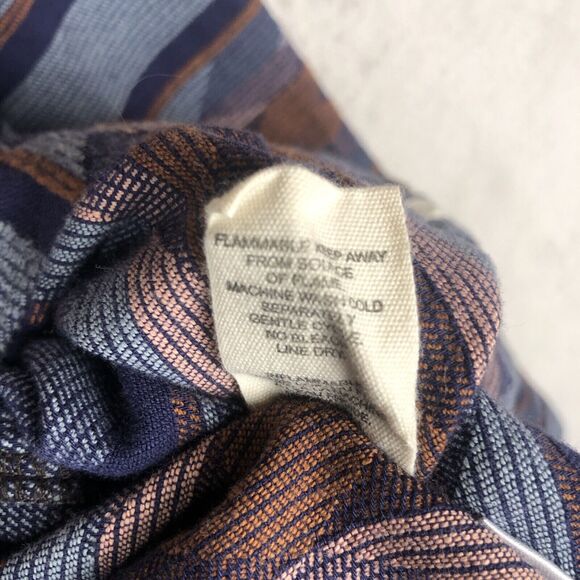 FLAMMABLE KEEP AWAY
FROM SOURCE
OF FLAME
MACHINE WASH COLD
SEPARATELY
GENTLE CYCLE
NO BLEACH
LINE DRY